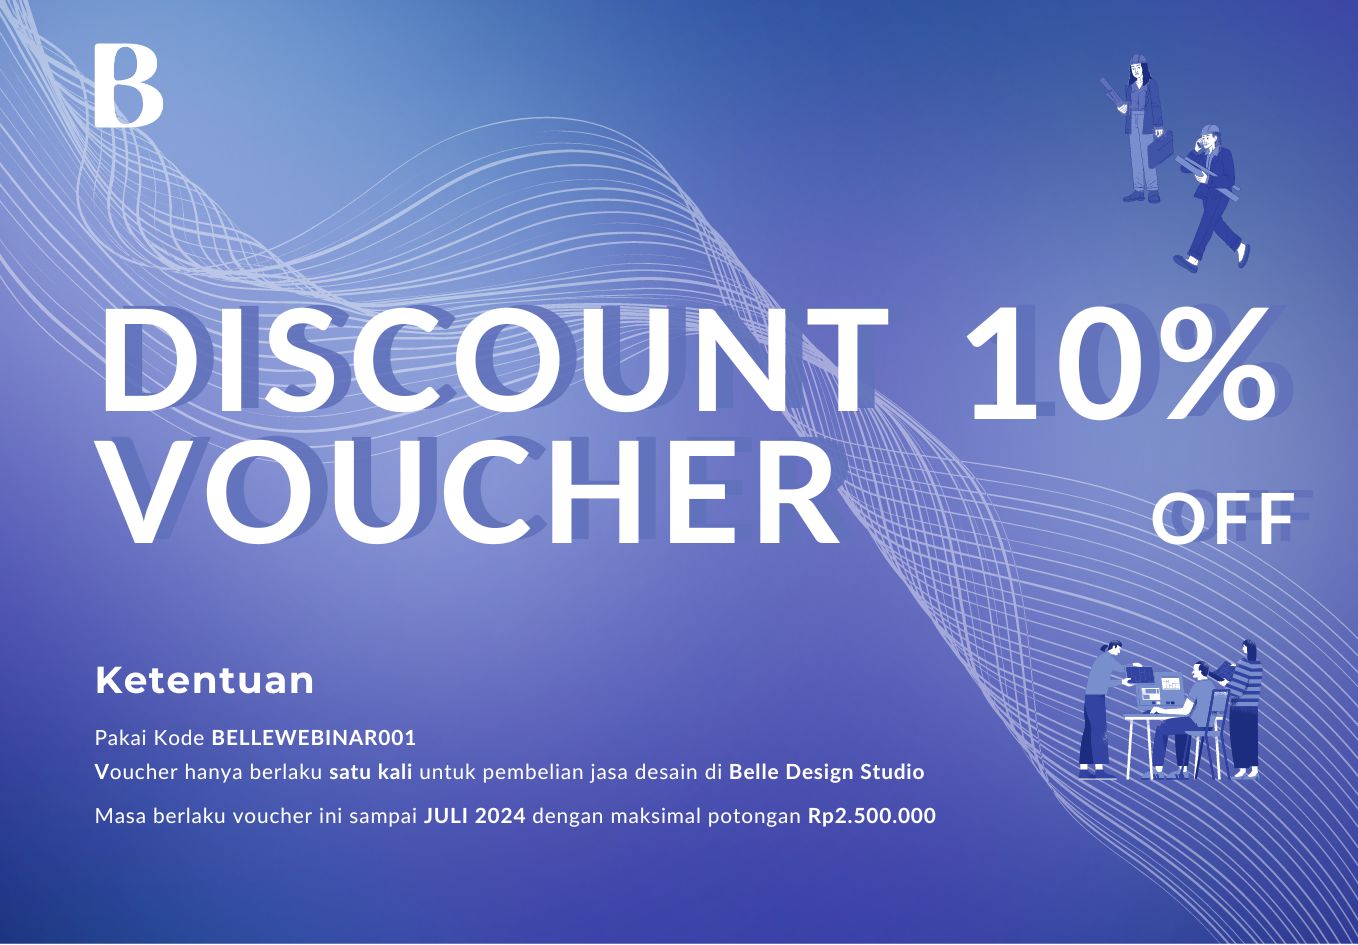 B
DISCOUNT 10%
VOUCHER
OFF
Ketentuan
Pakai Kode BELLEWEBINAR001
Voucher hanya berlaku satu kali untuk pembelian jasa desain di Belle Design Studio
Masa berlaku voucher ini sampai JULI 2024 dengan maksimal potongan Rp2.500.000